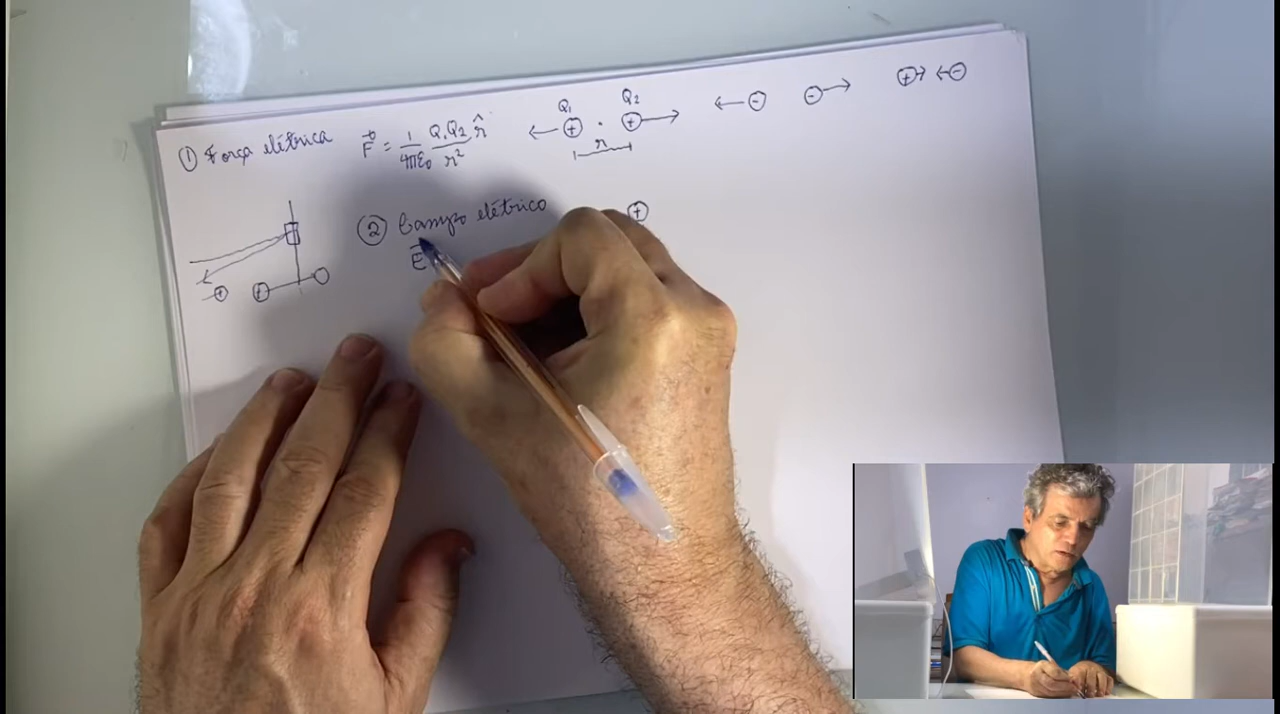 ① Força elétrica F⃗ = 1/4πε₀ Q₁Q₂/r² r̂
Q₁ Q₂
+ + - - + -
r
② Campo elétrico +
E⃗
+ +